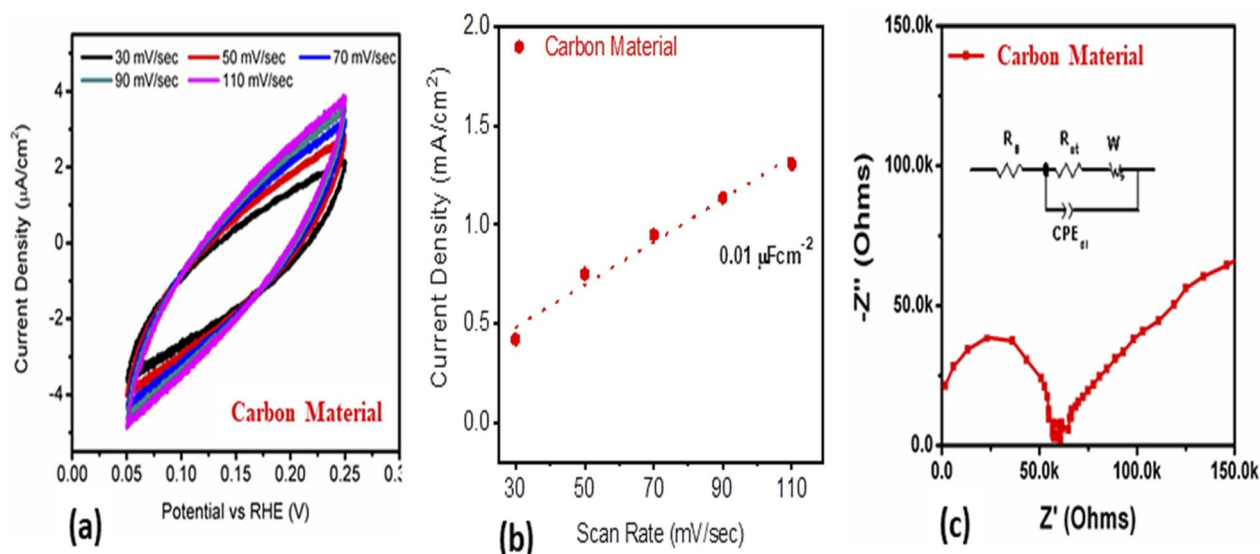 30 mV/sec 50 mV/sec 70 mV/sec
90 mV/sec 110 mV/sec
4
2
0
-2
-4
Current Density (µA/cm²)
Carbon Material
0.00 0.05 0.10 0.15 0.20 0.25 0.3
Potential vs RHE (V)
(a)
2.0
1.5
1.0
0.5
0.0
Current Density (mA/cm²)
Carbon Material
0.01 µFcm⁻²
30 50 70 90 110
Scan Rate (mV/sec)
(b)
150.0k
100.0k
50.0k
0.0
-Z'' (Ohms)
Carbon Material
W
CPE
0.0 50.0k 100.0k 150.0k
Z' (Ohms)
(c)